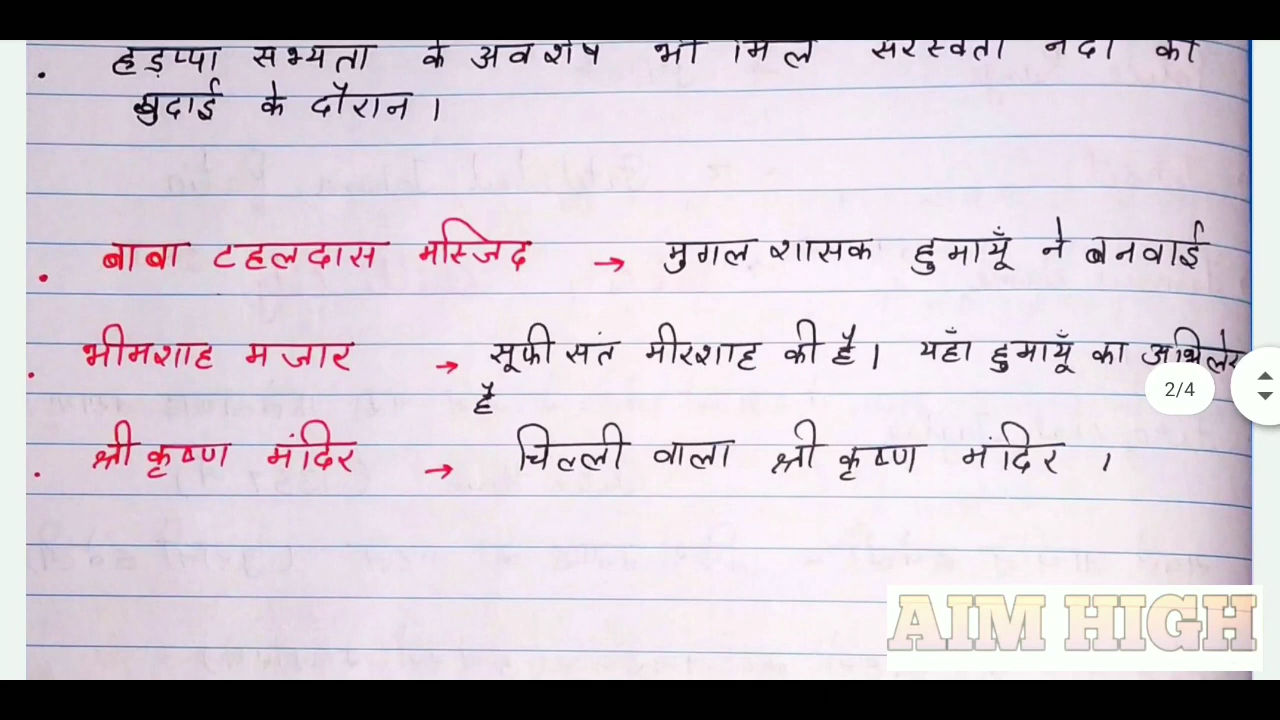 हड़प्पा सभ्यता के अवशेष भी मिले सरस्वती नदी की
खुदाई के दौरान।
बाबा टहलदास मस्जिद → मुगल शासक हुमायूँ ने बनवाई
भीमशाह मजार → सूफी संत मीरशाह की है। यहाँ हुमायूँ का
है
2/4
श्री कृष्ण मंदिर → चिल्ली वाला श्री कृष्ण मंदिर।
AIM HIGH